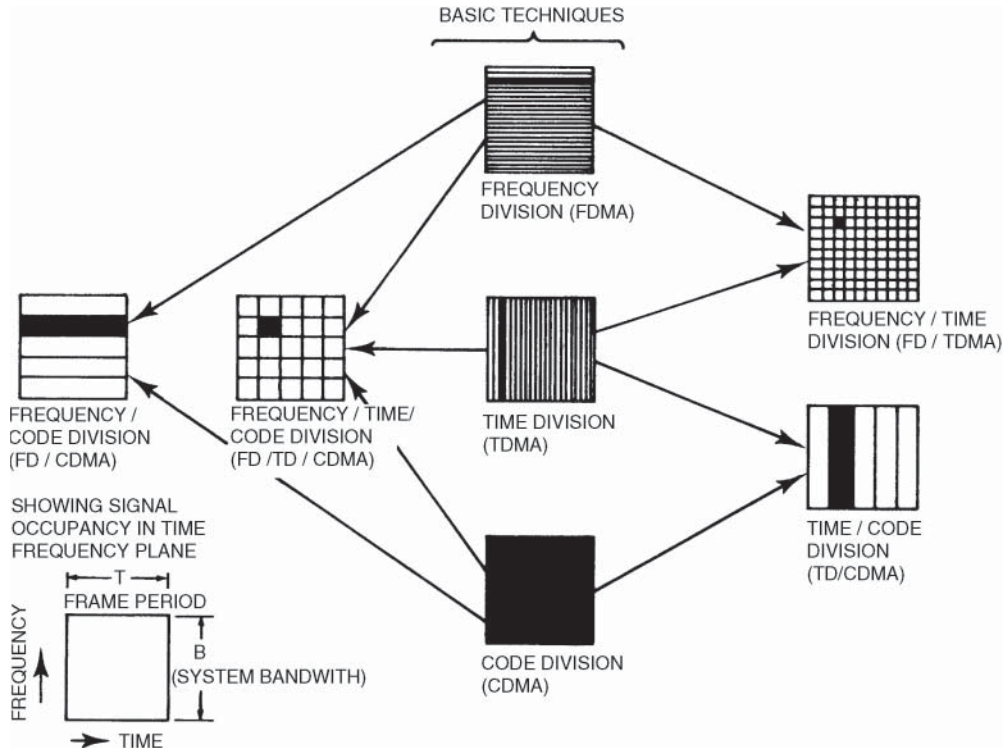 BASIC TECHNIQUES
FREQUENCY
DIVISION (FDMA)
FREQUENCY / TIME
DIVISION (FD / TDMA)
FREQUENCY /
CODE DIVISION
(FD / CDMA)
FREQUENCY / TIME/
CODE DIVISION
(FD /TD / CDMA)
TIME DIVISION
(TDMA)
TIME / CODE
DIVISION
(TD/CDMA)
CODE DIVISION
(CDMA)
SHOWING SIGNAL
OCCUPANCY IN TIME
FREQUENCY PLANE
T
FRAME PERIOD
B
(SYSTEM BANDWITH)
FREQUENCY
TIME